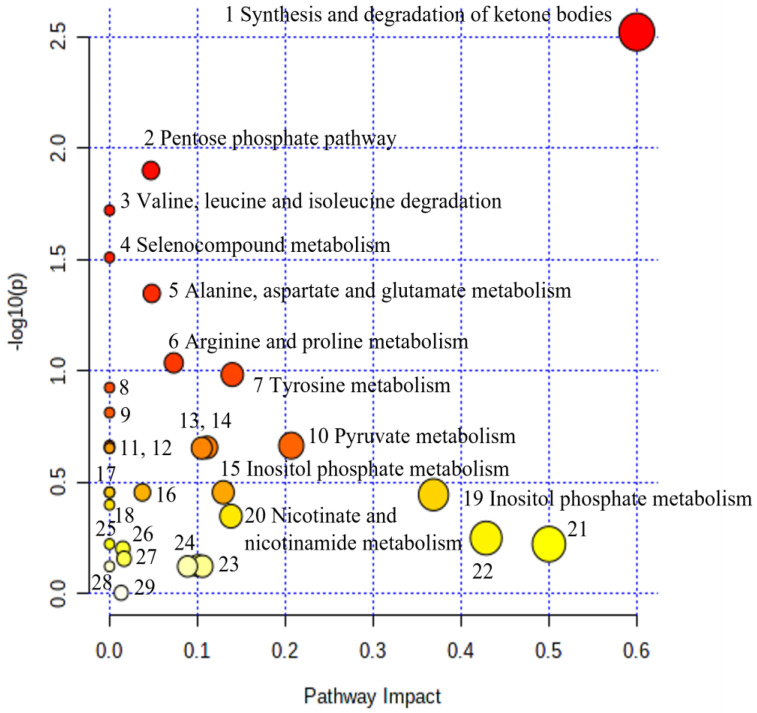 1 Synthesis and degradation of ketone bodies
2.5
2 Pentose phosphate pathway
2.0
3 Valine, leucine and isoleucine degradation
4 Selenocompound metabolism
1.5
5 Alanine, aspartate and glutamate metabolism
-log10(p)
6 Arginine and proline metabolism
1.0
7 Tyrosine metabolism
8
9
13, 14
10 Pyruvate metabolism
11, 12
15 Inositol phosphate metabolism
17
0.5
16
19 Inositol phosphate metabolism
18
20 Nicotinate and
nicotinamide metabolism
25
26
21
24
27
23
22
28
29
0.0
0.0 0.1 0.2 0.3 0.4 0.5 0.6
Pathway Impact